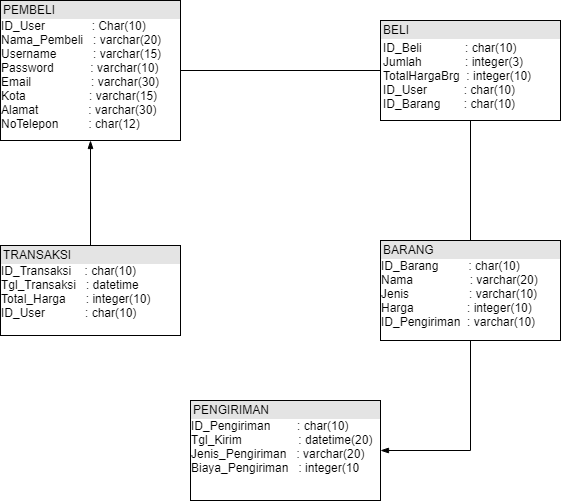 PEMBELI
ID_User : Char(10)
Nama_Pembeli : varchar(20)
Username : varchar(15)
Password : varchar(10)
Email : varchar(30)
Kota : varchar(15)
Alamat : varchar(30)
NoTelepon : char(12)
BELI
ID_Beli : char(10)
Jumlah : integer(3)
TotalHargaBrg : integer(10)
ID_User : char(10)
ID_Barang : char(10)
TRANSAKSI
ID_Transaksi : char(10)
Tgl_Transaksi : datetime
Total_Harga : integer(10)
ID_User : char(10)
BARANG
ID_Barang : char(10)
Nama : varchar(20)
Jenis : varchar(10)
Harga : integer(10)
ID_Pengiriman : varchar(10)
PENGIRIMAN
ID_Pengiriman : char(10)
Tgl_Kirim : datetime(20)
Jenis_Pengiriman : varchar(20)
Biaya_Pengiriman : integer(10